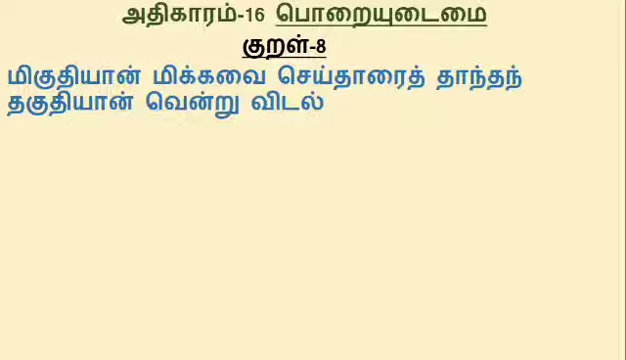 அதிகாரம்-16 பொறையுடைமை
குறள்-8
மிகுதியான் மிக்கவை செய்தாரைத் தாந்தந்
தகுதியான் வென்று விடல்